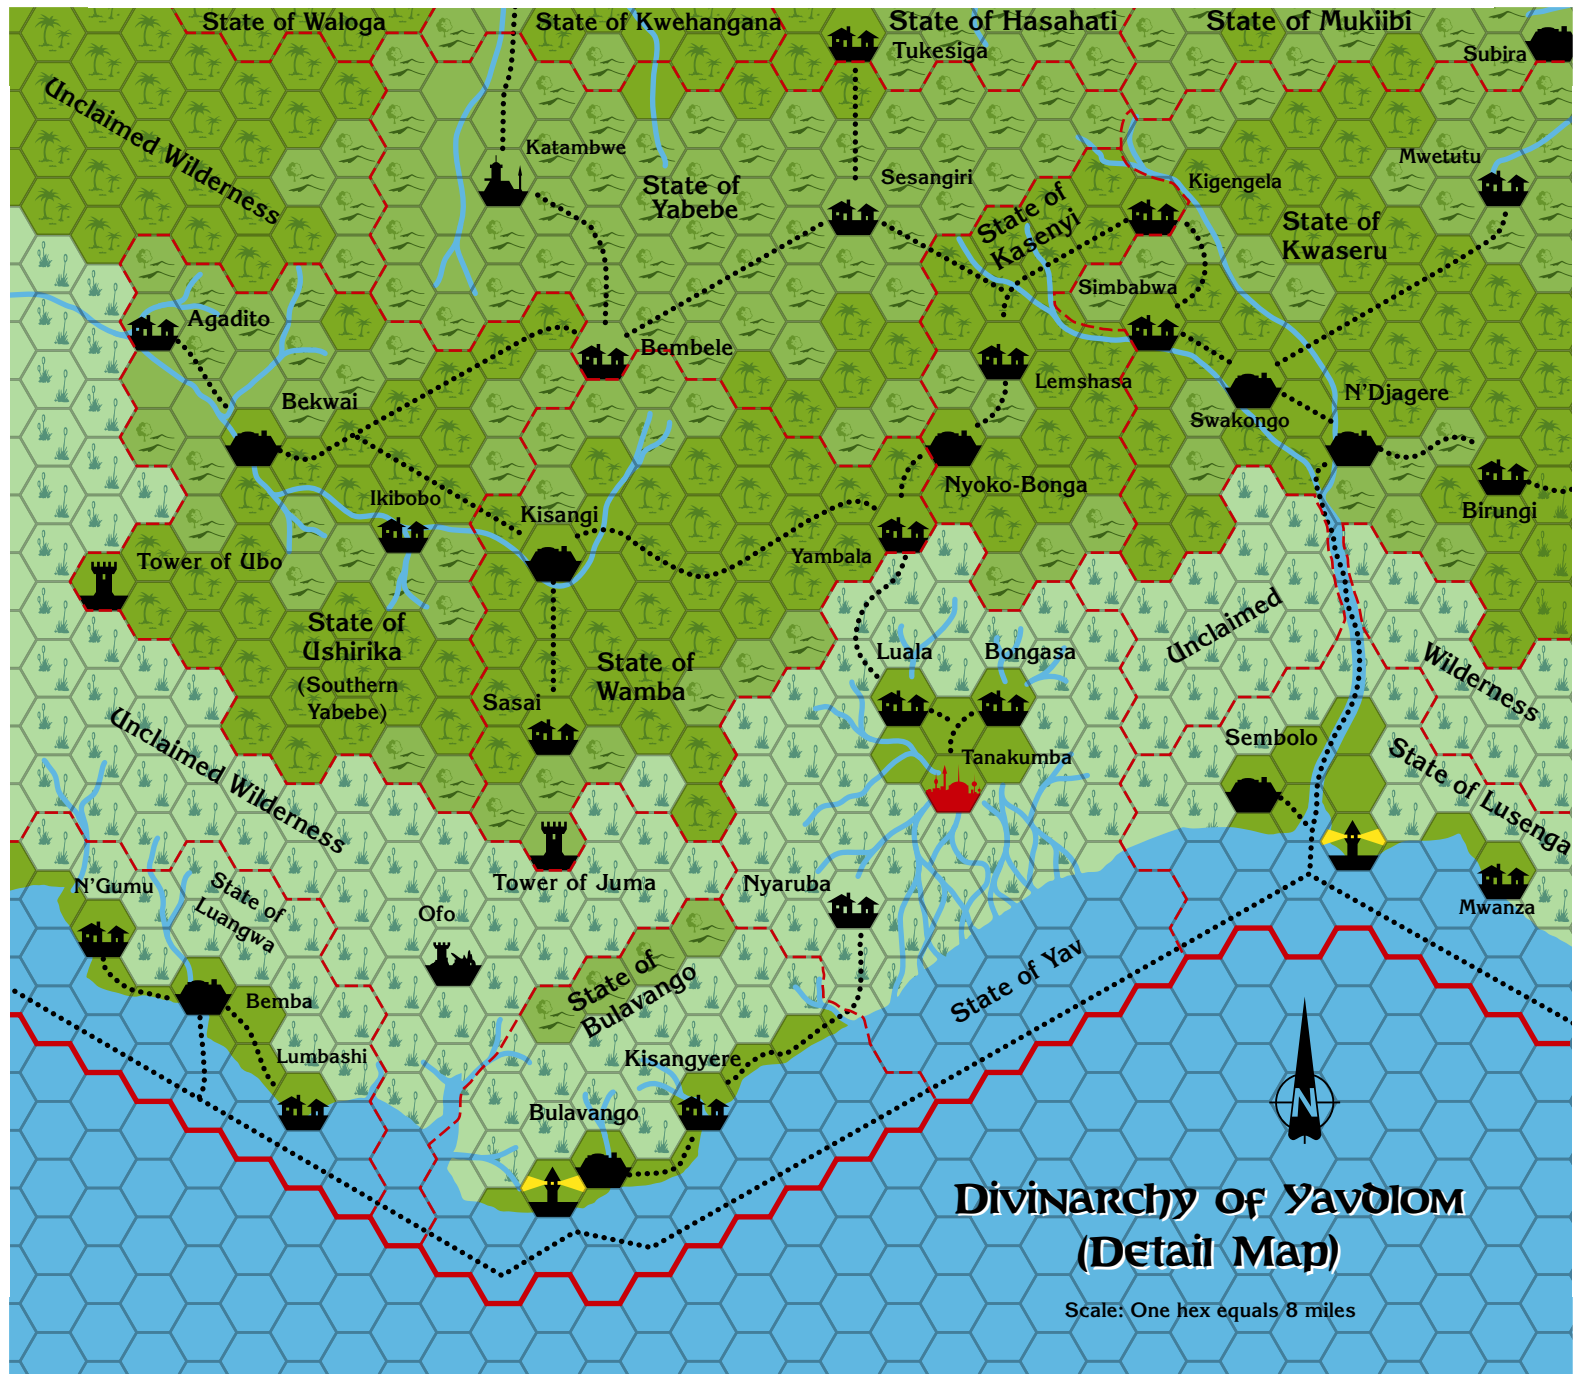 State of Waloga
State of Kwehangana
State of Hasahati
State of Mukiibi
Tukesiga
Subira
Unclaimed Wilderness
Katambwe
Mwetutu
State of
Yabebe
Sesangiri
Kigengela
State of
Kasenyi
State of
Kwaseru
Simbabwa
Agadito
Bembele
Lemshasa
N'Djagere
Bekwai
Swakongo
Ikibobo
Kisangi
Nyoko-Bonga
Birungi
Tower of Ubo
Yambala
State of
Ushirika
(Southern
Yabebe)
Unclaimed
Wilderness
Luala
Bongasa
State of
Wamba
Sasai
Unclaimed Wilderness
Sembolo
Tanakumba
State of Lusenga
N'Gumu
State of
Luangwa
Tower of Juma
Nyaruba
Mwanza
Ofo
State of
Bulavango
State of Yav
Bemba
Lumbashi
Kisangyere
Bulavango
N
Divinarchy of Yavdlom
(Detail Map)
Scale: One hex equals 8 miles